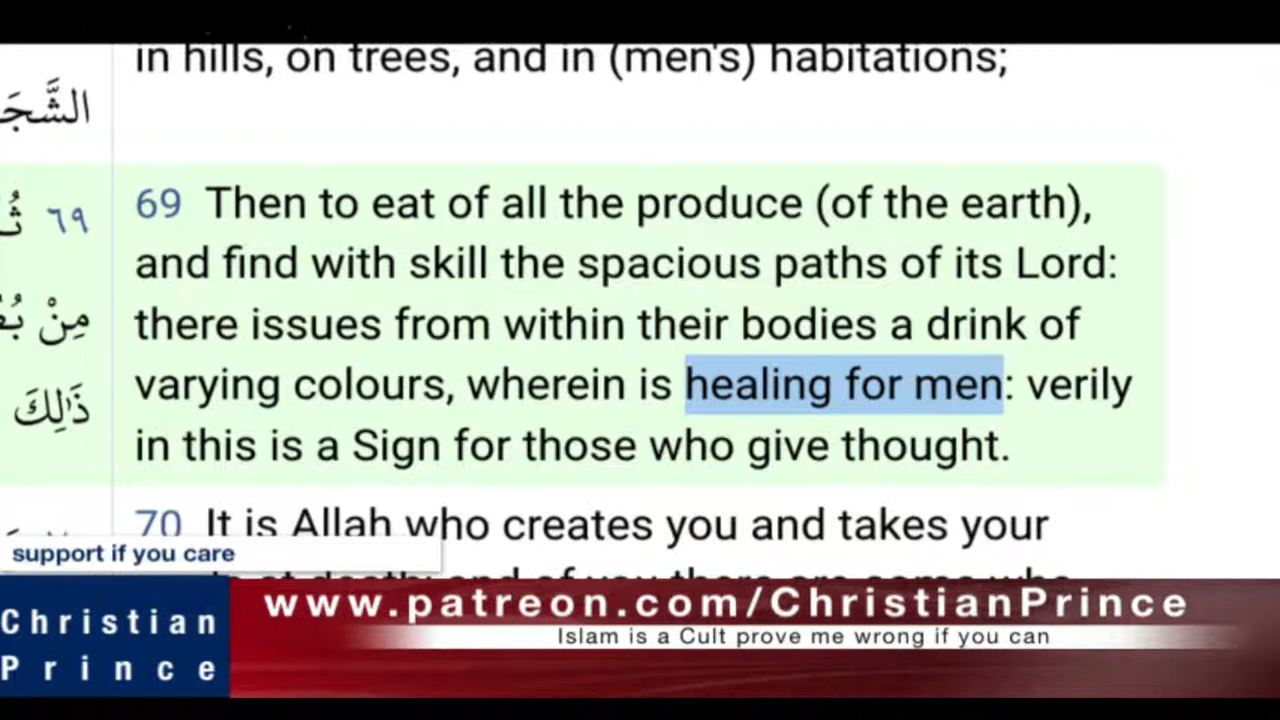 in hills, on trees, and in (men's) habitations;
69 Then to eat of all the produce (of the earth),
and find with skill the spacious paths of its Lord:
there issues from within their bodies a drink of
varying colours, wherein is healing for men: verily
in this is a Sign for those who give thought.
70 It is Allah who creates you and takes your
٦٩
مِنْ
ذَٰلِكَ
support if you care
Christian
Prince
www.patreon.com/ChristianPrince
Islam is a Cult prove me wrong if you can